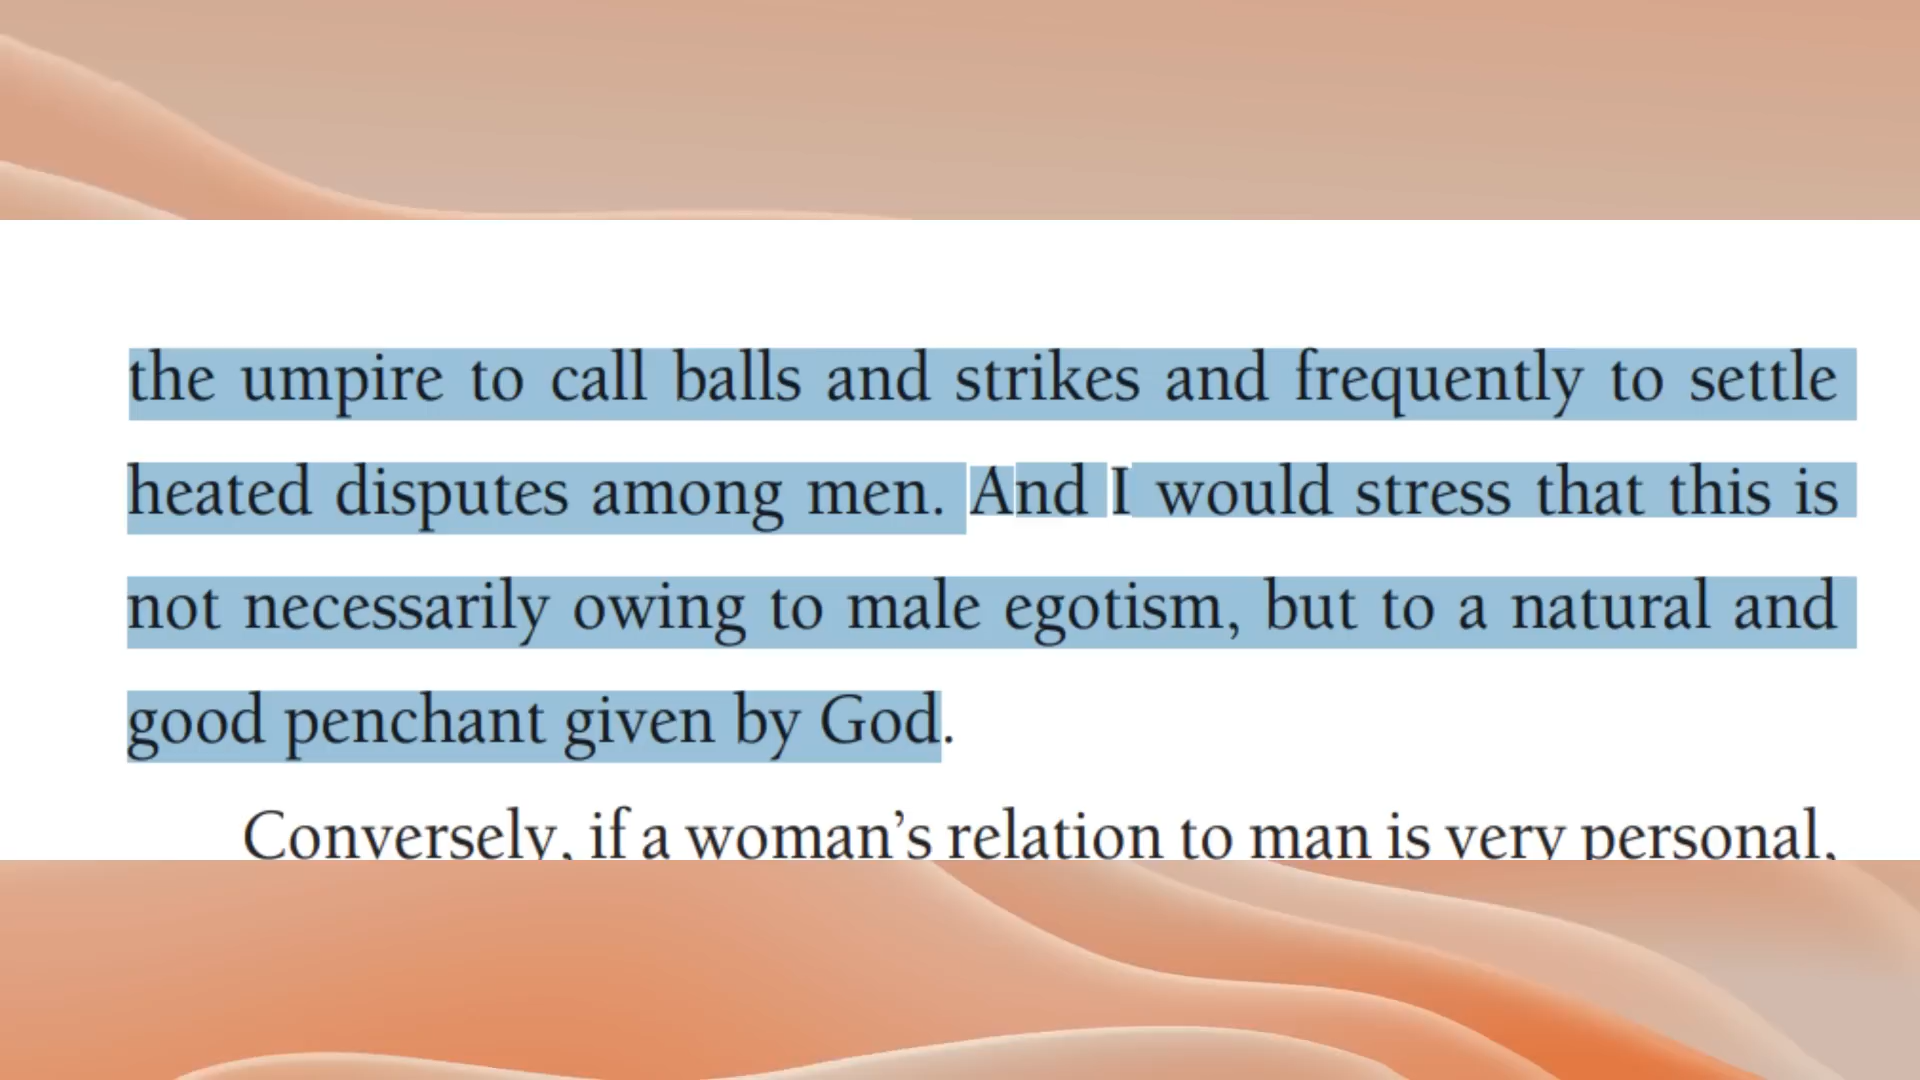 the umpire to call balls and strikes and frequently to settle
heated disputes among men. And I would stress that this is
not necessarily owing to male egotism, but to a natural and
good penchant given by God.
Conversely, if a woman’s relation to man is very personal,